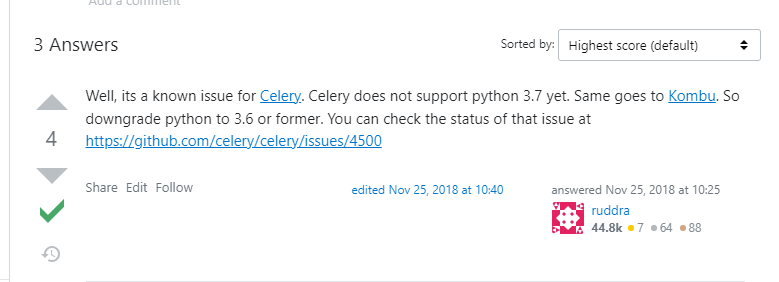 Add a comment
3 Answers
Sorted by: Highest score (default)
Well, its a known issue for Celery. Celery does not support python 3.7 yet. Same goes to Kombu. So
downgrade python to 3.6 or former. You can check the status of that issue at
4
https://github.com/celery/celery/issues/4500
Share Edit Follow
edited Nov 25, 2018 at 10:40
answered Nov 25, 2018 at 10:25
ruddra
44.8k 7 64 88